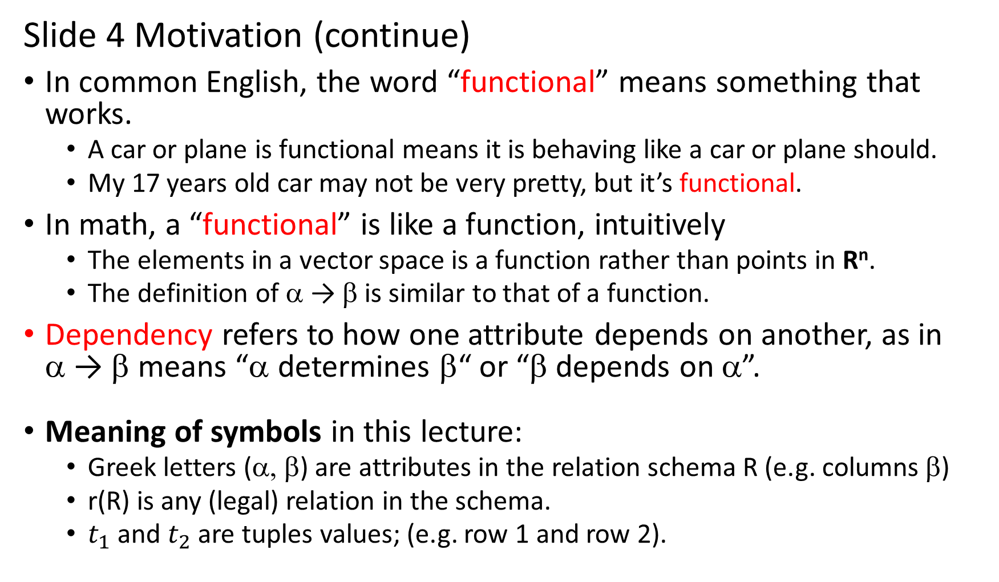 Slide 4 Motivation (continue)
• In common English, the word “functional” means something that
works.
• A car or plane is functional means it is behaving like a car or plane should.
• My 17 years old car may not be very pretty, but it’s functional.
• In math, a “functional” is like a function, intuitively
• The elements in a vector space is a function rather than points in Rⁿ.
• The definition of α → β is similar to that of a function.
• Dependency refers to how one attribute depends on another, as in
α → β means “α determines β“ or “β depends on α”.
• Meaning of symbols in this lecture:
• Greek letters (α, β) are attributes in the relation schema R (e.g. columns β)
• r(R) is any (legal) relation in the schema.
• t₁ and t₂ are tuples values; (e.g. row 1 and row 2).